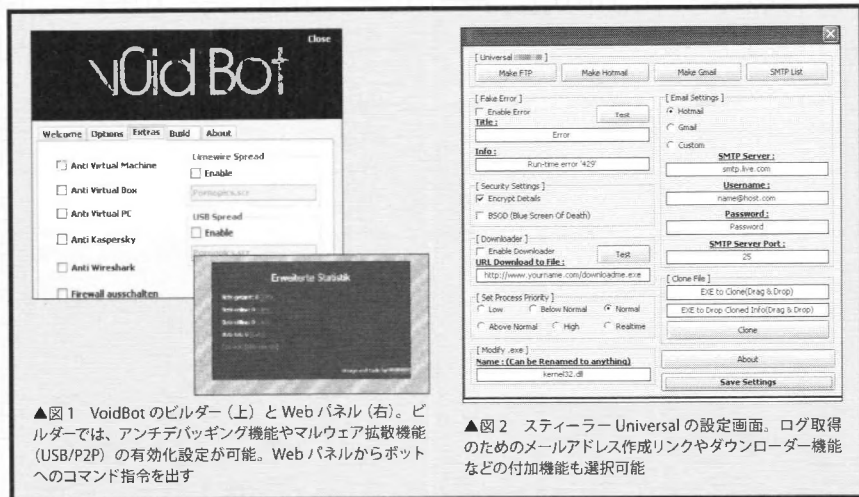 Close
vOid Bot
Welcome Options Extras Build About
Anti Virtual Machine
Anti Virtual Box
Anti Virtual PC
Anti Kaspersky
Anti Wireshark
Firewall ausschalten
Limewire Spread
Enable
USB Spread
Enable
Erweiterte Statistik
▲図1 VoidBot のビルダー（上）と Web パネル（右）。ビ
ルダーでは、アンチデバッギング機能やマルウェア拡散機能
（USB/P2P）の有効化設定が可能。Web パネルからボット
へのコマンド指令を出す
[ Universal ]
Make FTP
Make Hotmail
Make Gmail
SMTP List
[ Fake Error ]
Enable Error
Test
Title :
Error
Info :
Run-time error '429'
[ Security Settings ]
Encrypt Details
BSOD (Blue Screen Of Death)
[ Downloader ]
Enable Downloader
Test
URL Download to File :
http://www.yourname.com/downloadme.exe
[ Set Process Priority ]
Low Below Normal Normal
Above Normal High Realtime
[ Modify .exe ]
Name : (Can be Renamed to anything)
kernel32.dll
[ Email Settings ]
Hotmail
Gmail
Custom
SMTP Server :
smtp.live.com
Username :
name@host.com
Password :
Password
SMTP Server Port :
25
[ Clone File ]
EXE to Clone(Drag & Drop)
EXE to Drop Cloned Info(Drag & Drop)
Clone
About
Save Settings
▲図2 スティーラー Universal の設定画面。ログ取得
のためのメールアドレス作成リンクやダウンローダー機能
などの付加機能も選択可能